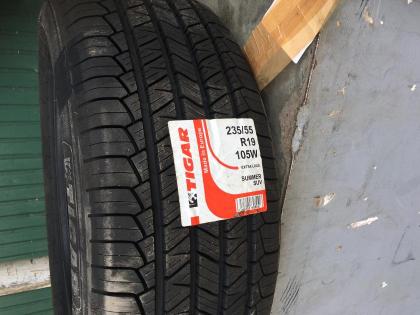 TIGAR
Made in Europe
235/55
R19
105W
EXTRA LOAD
SUMMER
SUV